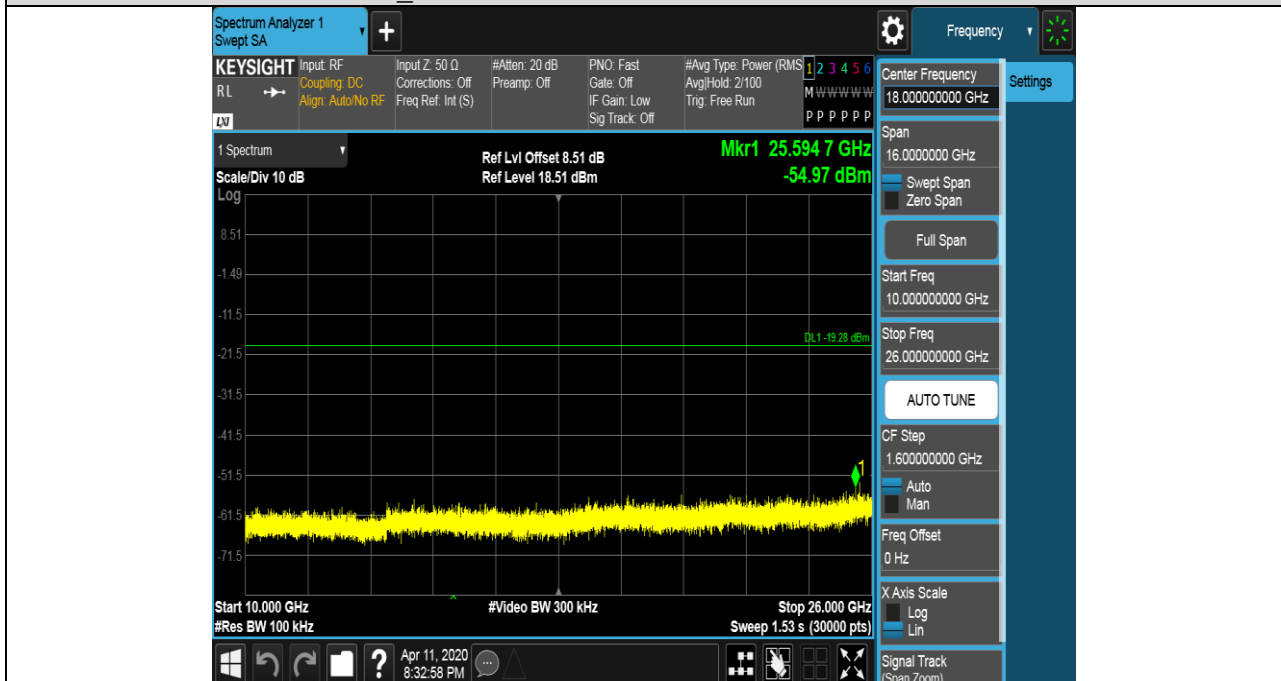 Spectrum Analyzer 1
Swept SA
+
Frequency
KEYSIGHT
RL
LXI
Input: RF
Coupling: DC
Align: Auto/No RF
Input Z: 50 Ω
Corrections: Off
Freq Ref: Int (S)
#Atten: 20 dB
Preamp: Off
PNO: Fast
Gate: Off
IF Gain: Low
Sig Track: Off
#Avg Type: Power (RMS
Avg|Hold: 2/100
Trig: Free Run
1 2 3 4 5 6
M W W W W W
P P P P P P
1 Spectrum
Scale/Div 10 dB
Ref Lvl Offset 8.51 dB
Ref Level 18.51 dBm
Mkr1 25.594 7 GHz
-54.97 dBm
Log
8.51
-1.49
-11.5
-21.5
-31.5
-41.5
-51.5
-61.5
-71.5
DL1 -19.28 dBm
1
Start 10.000 GHz
#Res BW 100 kHz
#Video BW 300 kHz
Stop 26.000 GHz
Sweep 1.53 s (30000 pts)
?
Apr 11, 2020
8:32:58 PM
Center Frequency
18.000000000 GHz
Span
16.0000000 GHz
Swept Span
Zero Span
Full Span
Start Freq
10.000000000 GHz
Stop Freq
26.000000000 GHz
AUTO TUNE
CF Step
1.600000000 GHz
Auto
Man
Freq Offset
0 Hz
X Axis Scale
Log
Lin
Signal Track
(Span Zoom)
Settings